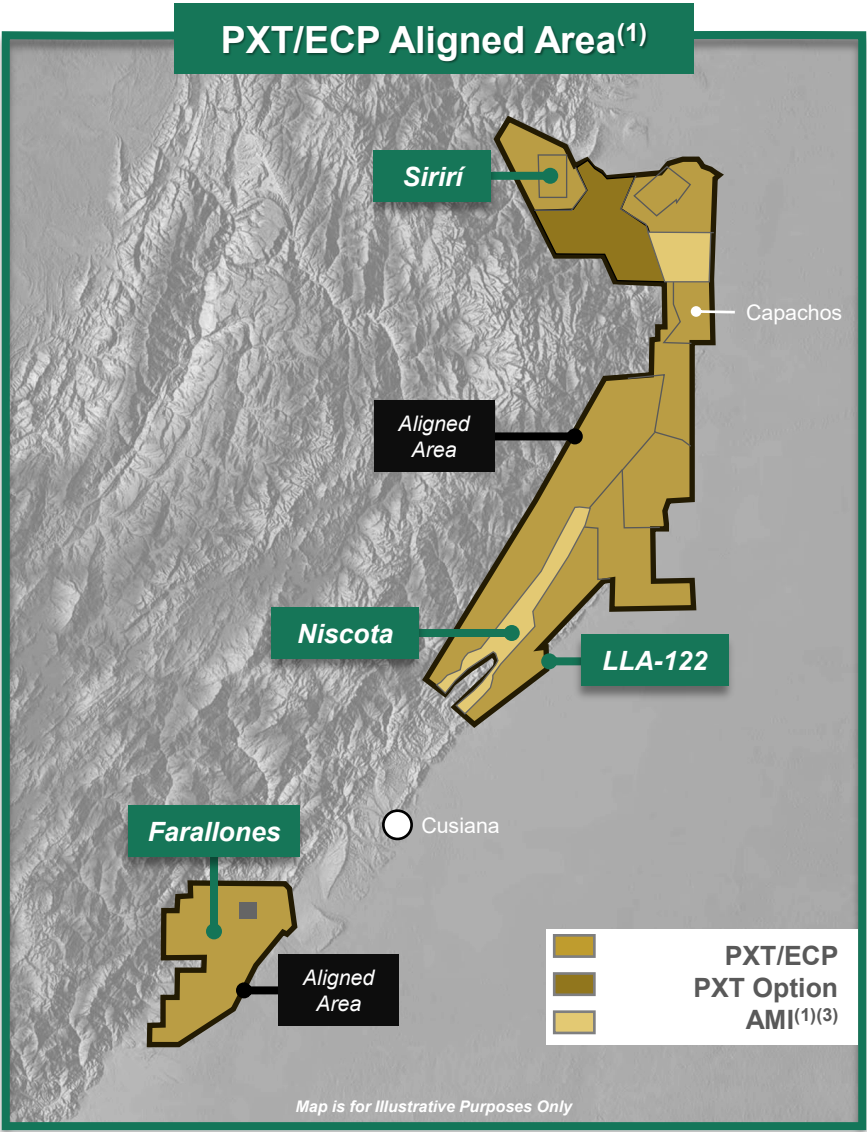 PXT/ECP Aligned Area(1)
Sirirí
Capachos
Aligned
Area
Niscota
LLA-122
Cusiana
Farallones
Aligned
Area
PXT/ECP
PXT Option
AMI(1)(3)
Map is for Illustrative Purposes Only